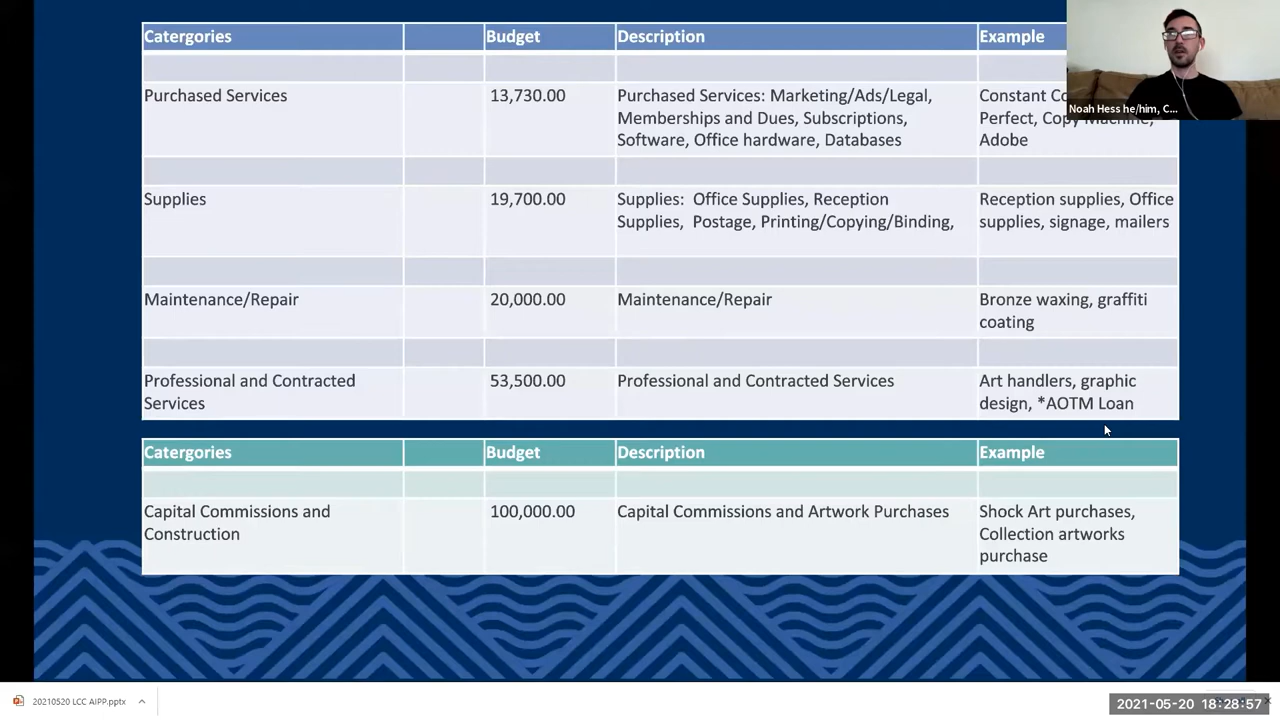 Catergories Budget Description Example
Purchased Services 13,730.00 Purchased Services: Marketing/Ads/Legal, Constant
Memberships and Dues, Subscriptions, Perfect, Copy Machine,
Software, Office hardware, Databases Adobe
Supplies 19,700.00 Supplies: Office Supplies, Reception Reception supplies, Office
Supplies, Postage, Printing/Copying/Binding, supplies, signage, mailers
Maintenance/Repair 20,000.00 Maintenance/Repair Bronze waxing, graffiti
coating
Professional and Contracted 53,500.00 Professional and Contracted Services Art handlers, graphic
Services design, *AOTM Loan
Catergories Budget Description Example
Capital Commissions and 100,000.00 Capital Commissions and Artwork Purchases Shock Art purchases,
Construction Collection artworks
purchase
Noah Hess he/him, C...
20210520 LCC AIPP.pptx
2021-05-20 18:28:57